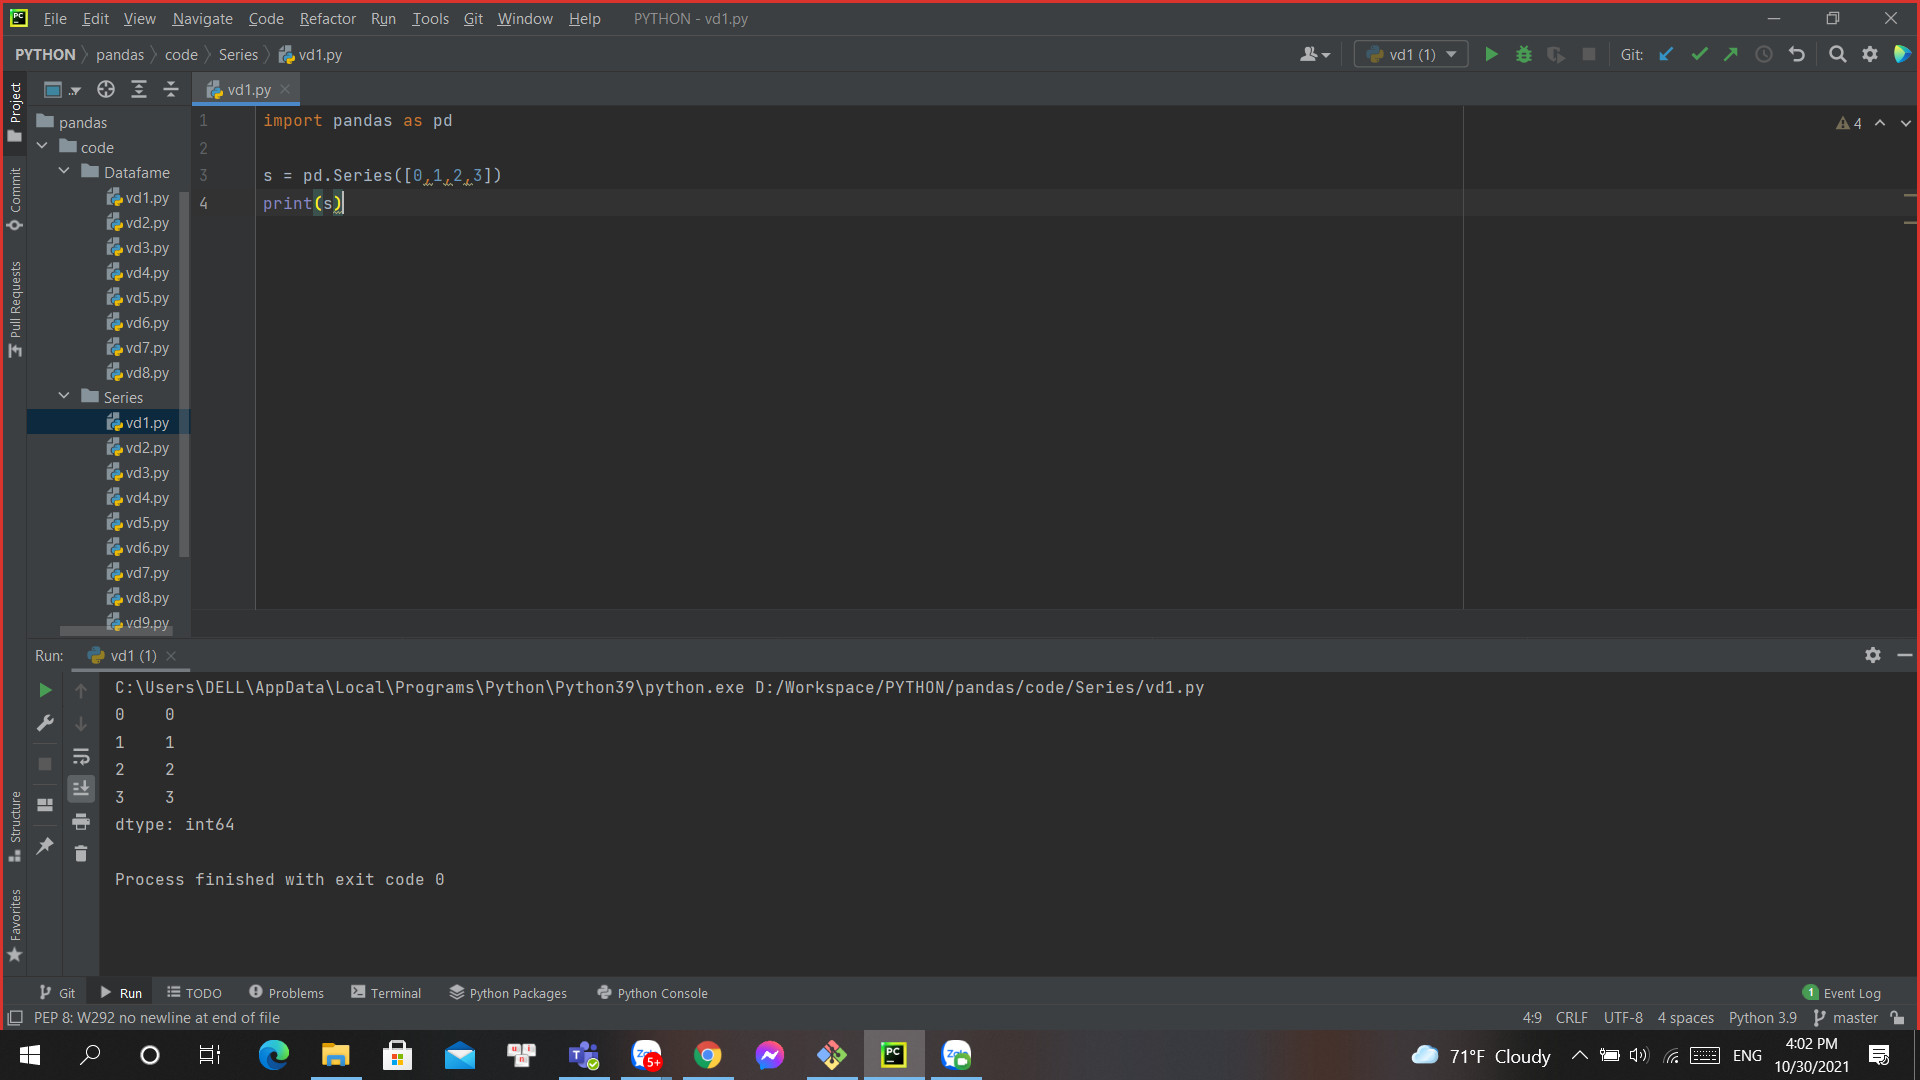 PC File Edit View Navigate Code Refactor Run Tools Git Window Help PYTHON - vd1.py
PYTHON pandas code Series vd1.py vd1 (1) Git:
Project
Commit
Pull Requests
Structure
Favorites
pandas
code
Datafame
vd1.py
vd2.py
vd3.py
vd4.py
vd5.py
vd6.py
vd7.py
vd8.py
Series
vd1.py
vd2.py
vd3.py
vd4.py
vd5.py
vd6.py
vd7.py
vd8.py
vd9.py
vd1.py
4
1 import pandas as pd
2
3 s = pd.Series([0,1,2,3])
4 print(s)
Run: vd1 (1)
C:\Users\DELL\AppData\Local\Programs\Python\Python39\python.exe D:/Workspace/PYTHON/pandas/code/Series/vd1.py
0 0
1 1
2 2
3 3
dtype: int64
Process finished with exit code 0
Git Run TODO Problems Terminal Python Packages Python Console 1 Event Log
PEP 8: W292 no newline at end of file 4:9 CRLF UTF-8 4 spaces Python 3.9 master
T Zalo 5+ PC Zalo 71°F Cloudy ENG
4:02 PM
10/30/2021